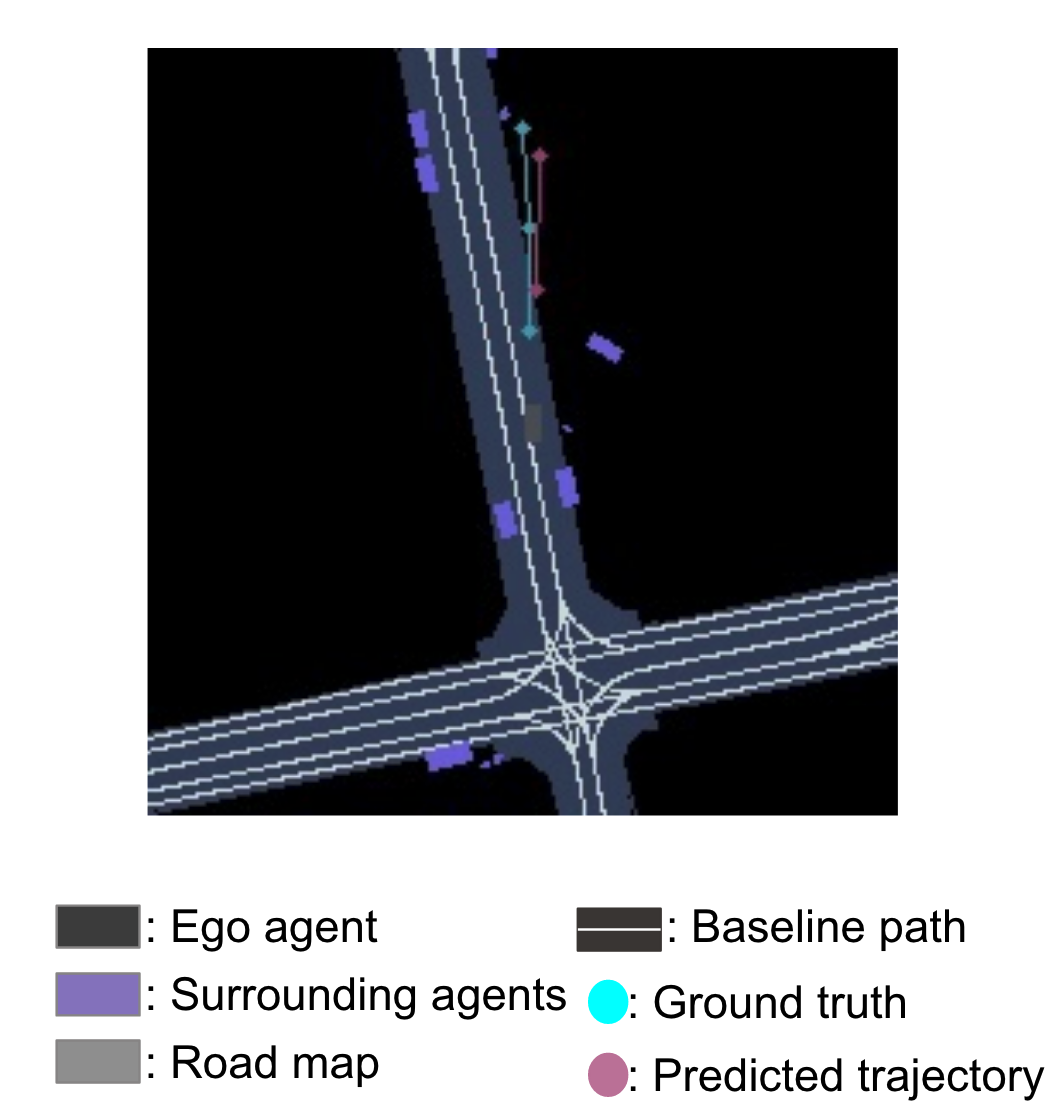 : Ego agent
: Baseline path
: Surrounding agents
: Ground truth
: Road map
: Predicted trajectory